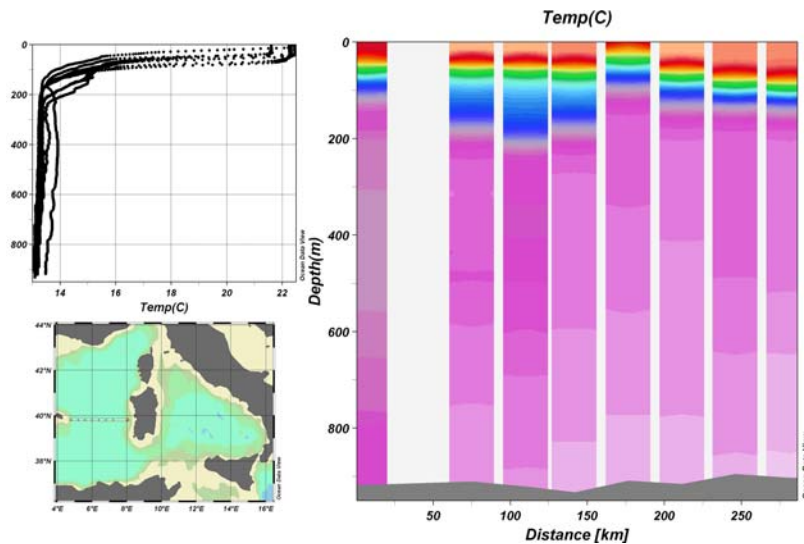 Temp(C)
0
200
400
600
800
14
16
18
20
22
Temp(C)
Ocean Data View
44°N
42°N
40°N
38°N
4°E
6°E
8°E
10°E
12°E
14°E
16°E
Ocean Data View
0
200
400
600
800
Depth(m)
50
100
150
200
250
Distance [km]